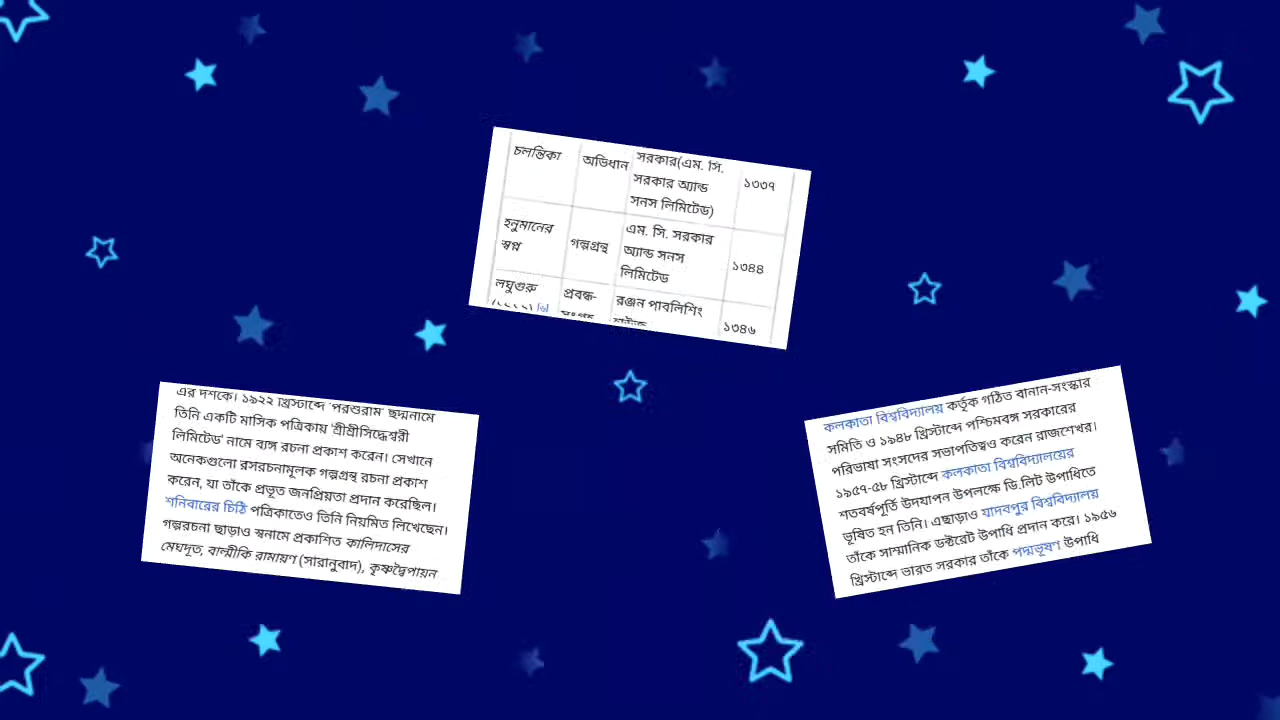 চলন্তিকা
অভিধান
সরকার(এম. সি.
সরকার অ্যান্ড
সনস লিমিটেড)
১৩৩৭
হনুমানের
স্বপ্ন
গল্পগ্রন্থ
এম. সি. সরকার
অ্যান্ড সনস
লিমিটেড
১৩৪৪
লঘুগুরু
প্রবন্ধ-
রঞ্জন পাবলিশিং
১৩৪৬
এর দশকে। ১৯২২ খ্রিস্টাব্দে 'পরশুরাম' ছদ্মনামে
তিনি একটি মাসিক পত্রিকায় 'শ্রীশ্রীসিদ্ধেশ্বরী
লিমিটেড' নামে ব্যঙ্গ রচনা প্রকাশ করেন। সেখানে
অনেকগুলো রসরচনামূলক গল্পগ্রন্থ রচনা প্রকাশ
করেন, যা তাঁকে প্রভূত জনপ্রিয়তা প্রদান করেছিল।
শনিবারের চিঠি পত্রিকাতেও তিনি নিয়মিত লিখেছেন।
গল্পরচনা ছাড়াও স্বনামে প্রকাশিত কালিদাসের
মেঘদূত, বাল্মীকি রামায়ণ (সারানুবাদ), কৃষ্ণদ্বৈপায়ন
কলকাতা বিশ্ববিদ্যালয় কর্তৃক গঠিত বানান-সংস্কার
সমিতি ও ১৯৪৮ খ্রিস্টাব্দে পশ্চিমবঙ্গ সরকারের
পরিভাষা সংসদের সভাপতিত্বও করেন রাজশেখর।
১৯৫৭-৫৮ খ্রিস্টাব্দে কলকাতা বিশ্ববিদ্যালয়ের
শতবর্ষপূর্তি উদযাপন উপলক্ষে ডি.লিট উপাধিতে
ভূষিত হন তিনি। এছাড়াও যাদবপুর বিশ্ববিদ্যালয়
তাঁকে সাম্মানিক ডক্টরেট উপাধি প্রদান করে। ১৯৫৬
খ্রিস্টাব্দে ভারত সরকার তাঁকে পদ্মভূষণ উপাধি